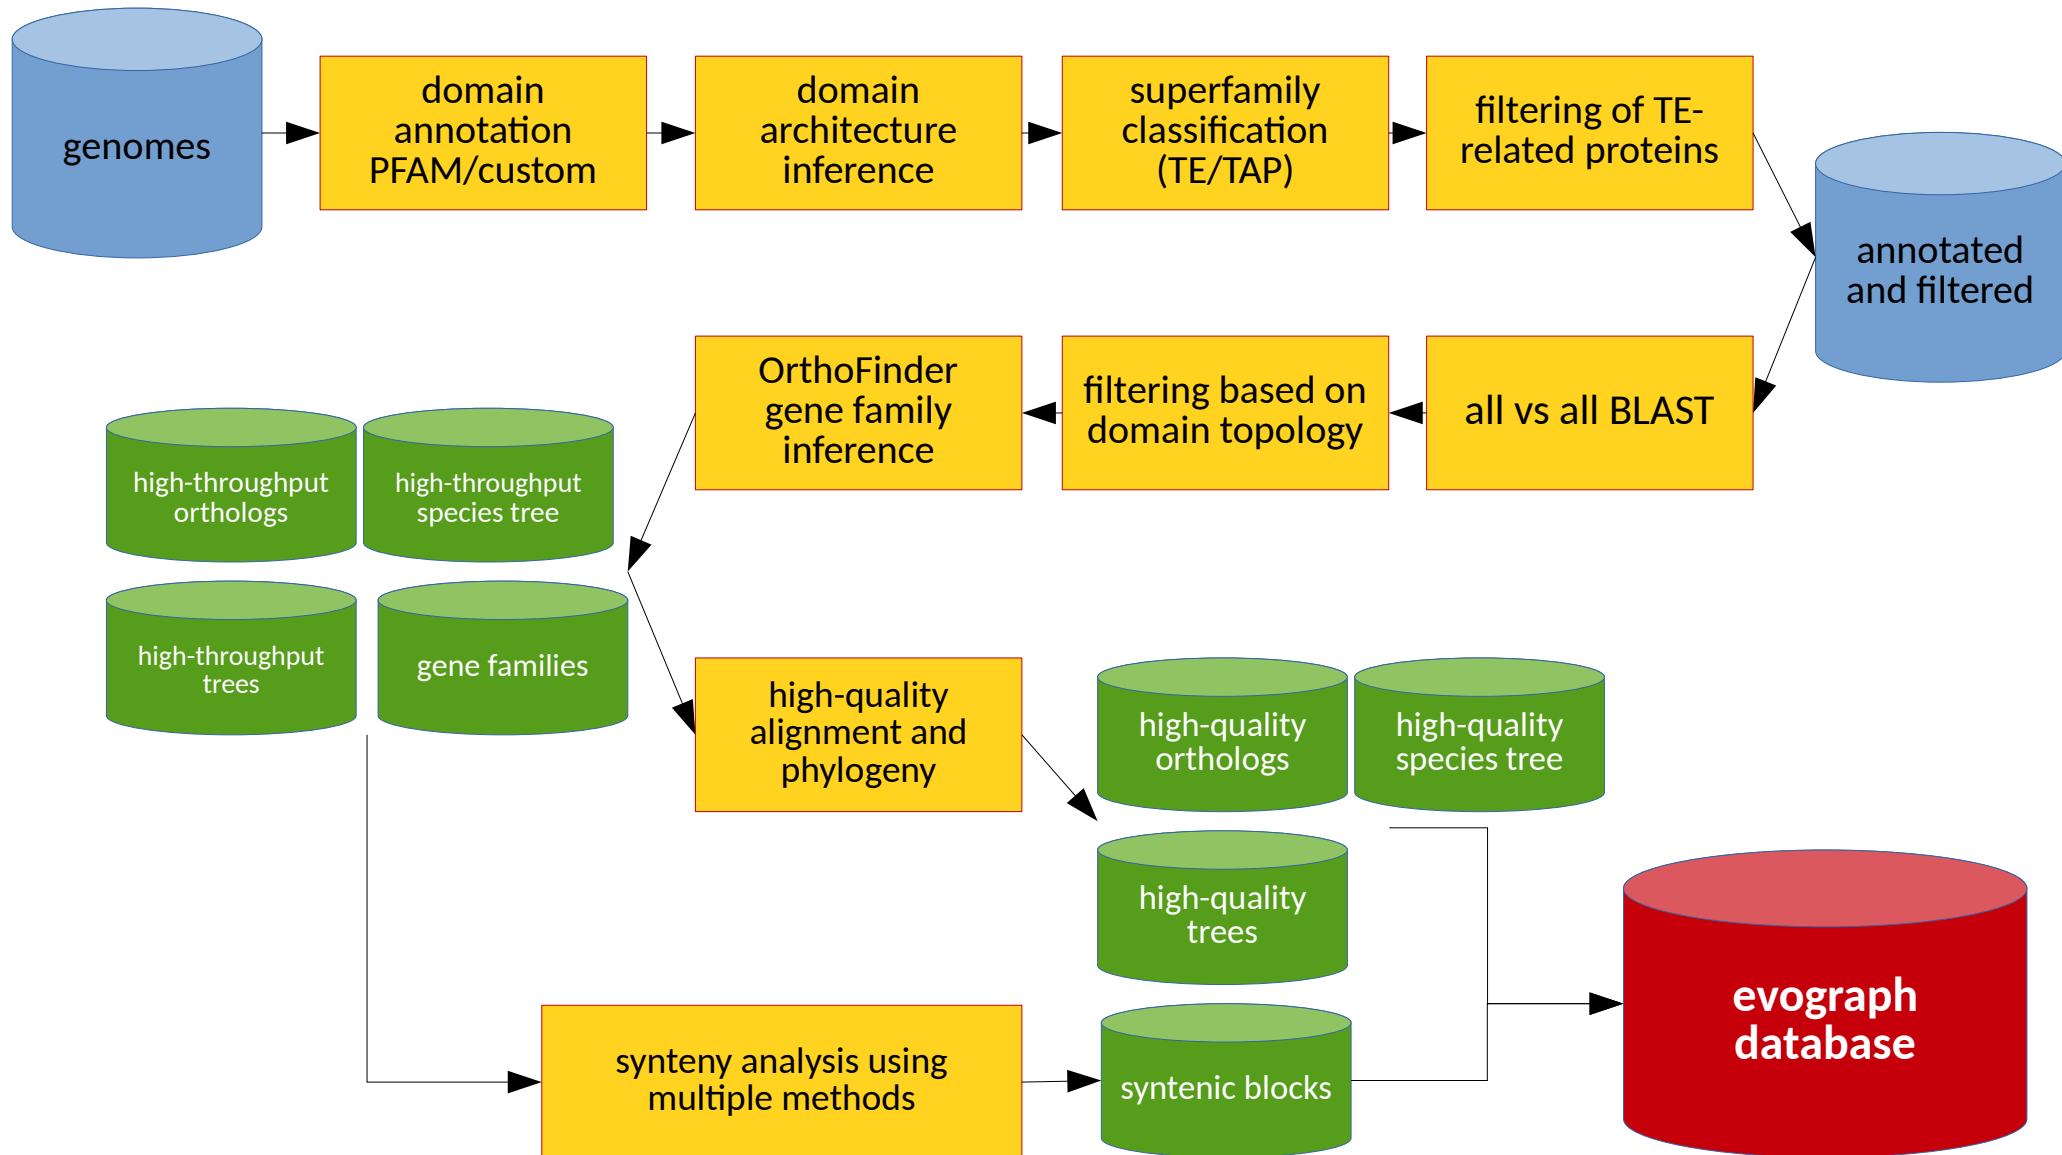 genomes
domain
annotation
PFAM/custom
domain
architecture
inference
superfamily
classification
(TE/TAP)
filtering of TE-
related proteins
annotated
and filtered
OrthoFinder
gene family
inference
filtering based on
domain topology
all vs all BLAST
high-throughput
orthologs
high-throughput
species tree
high-throughput
trees
gene families
high-quality
alignment and
phylogeny
high-quality
orthologs
high-quality
species tree
high-quality
trees
evograph
database
synteny analysis using
multiple methods
syntenic blocks